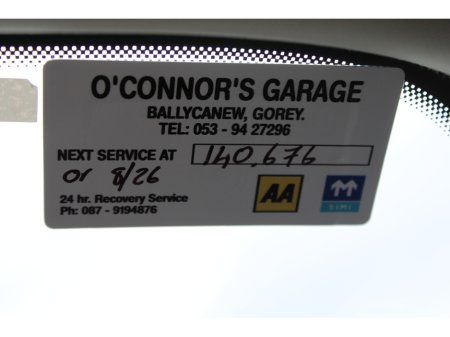 O'CONNOR'S GARAGE
BALLYCANEW, GOREY.
TEL: 053 - 94 27296
NEXT SERVICE AT 140,676
or 8/26
24 hr. Recovery Service
Ph: 087 - 9194876
AA
SIMI